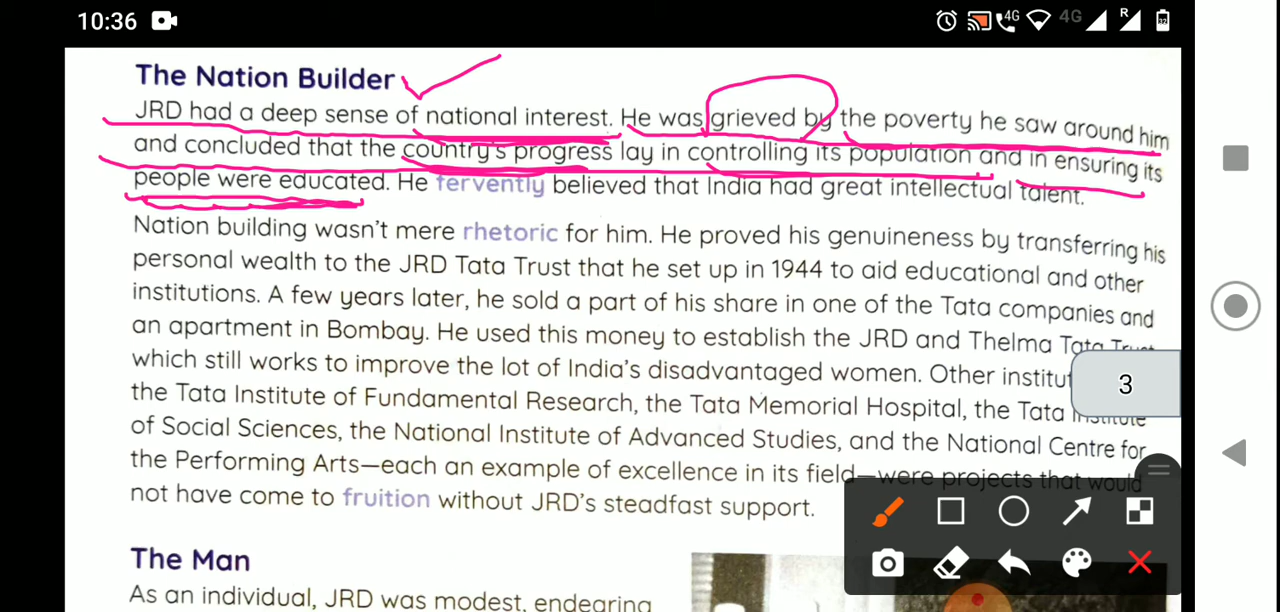 10:36
4G
4G
R
The Nation Builder
JRD had a deep sense of national interest. He was grieved by the poverty he saw around him
and concluded that the country's progress lay in controlling its population and in ensuring its
people were educated. He fervently believed that India had great intellectual talent.
Nation building wasn't mere rhetoric for him. He proved his genuineness by transferring his
personal wealth to the JRD Tata Trust that he set up in 1944 to aid educational and other
institutions. A few years later, he sold a part of his share in one of the Tata companies and
an apartment in Bombay. He used this money to establish the JRD and Thelma Tata Trust
which still works to improve the lot of India's disadvantaged women. Other
3
the Tata Institute of Fundamental Research, the Tata Memorial Hospital, the Tata Institute
of Social Sciences, the National Institute of Advanced Studies, and the National Centre for
the Performing Arts—each an example of excellence in its field—were projects that would
not have come to fruition without JRD's steadfast support.
The Man
As an individual, JRD was modest, endearing